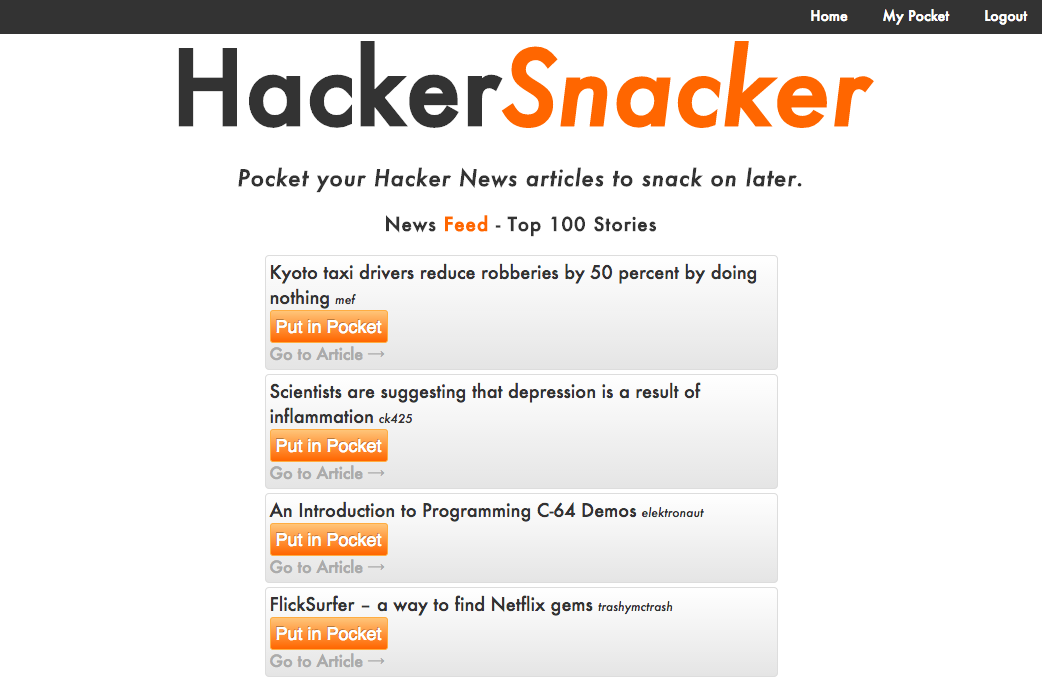 Home My Pocket Logout
HackerSnacker
Pocket your Hacker News articles to snack on later.
News Feed - Top 100 Stories
Kyoto taxi drivers reduce robberies by 50 percent by doing
nothing mef
Put in Pocket
Go to Article →
Scientists are suggesting that depression is a result of
inflammation ck425
Put in Pocket
Go to Article →
An Introduction to Programming C-64 Demos elektronaut
Put in Pocket
Go to Article →
FlickSurfer – a way to find Netflix gems trashymctrash
Put in Pocket
Go to Article →